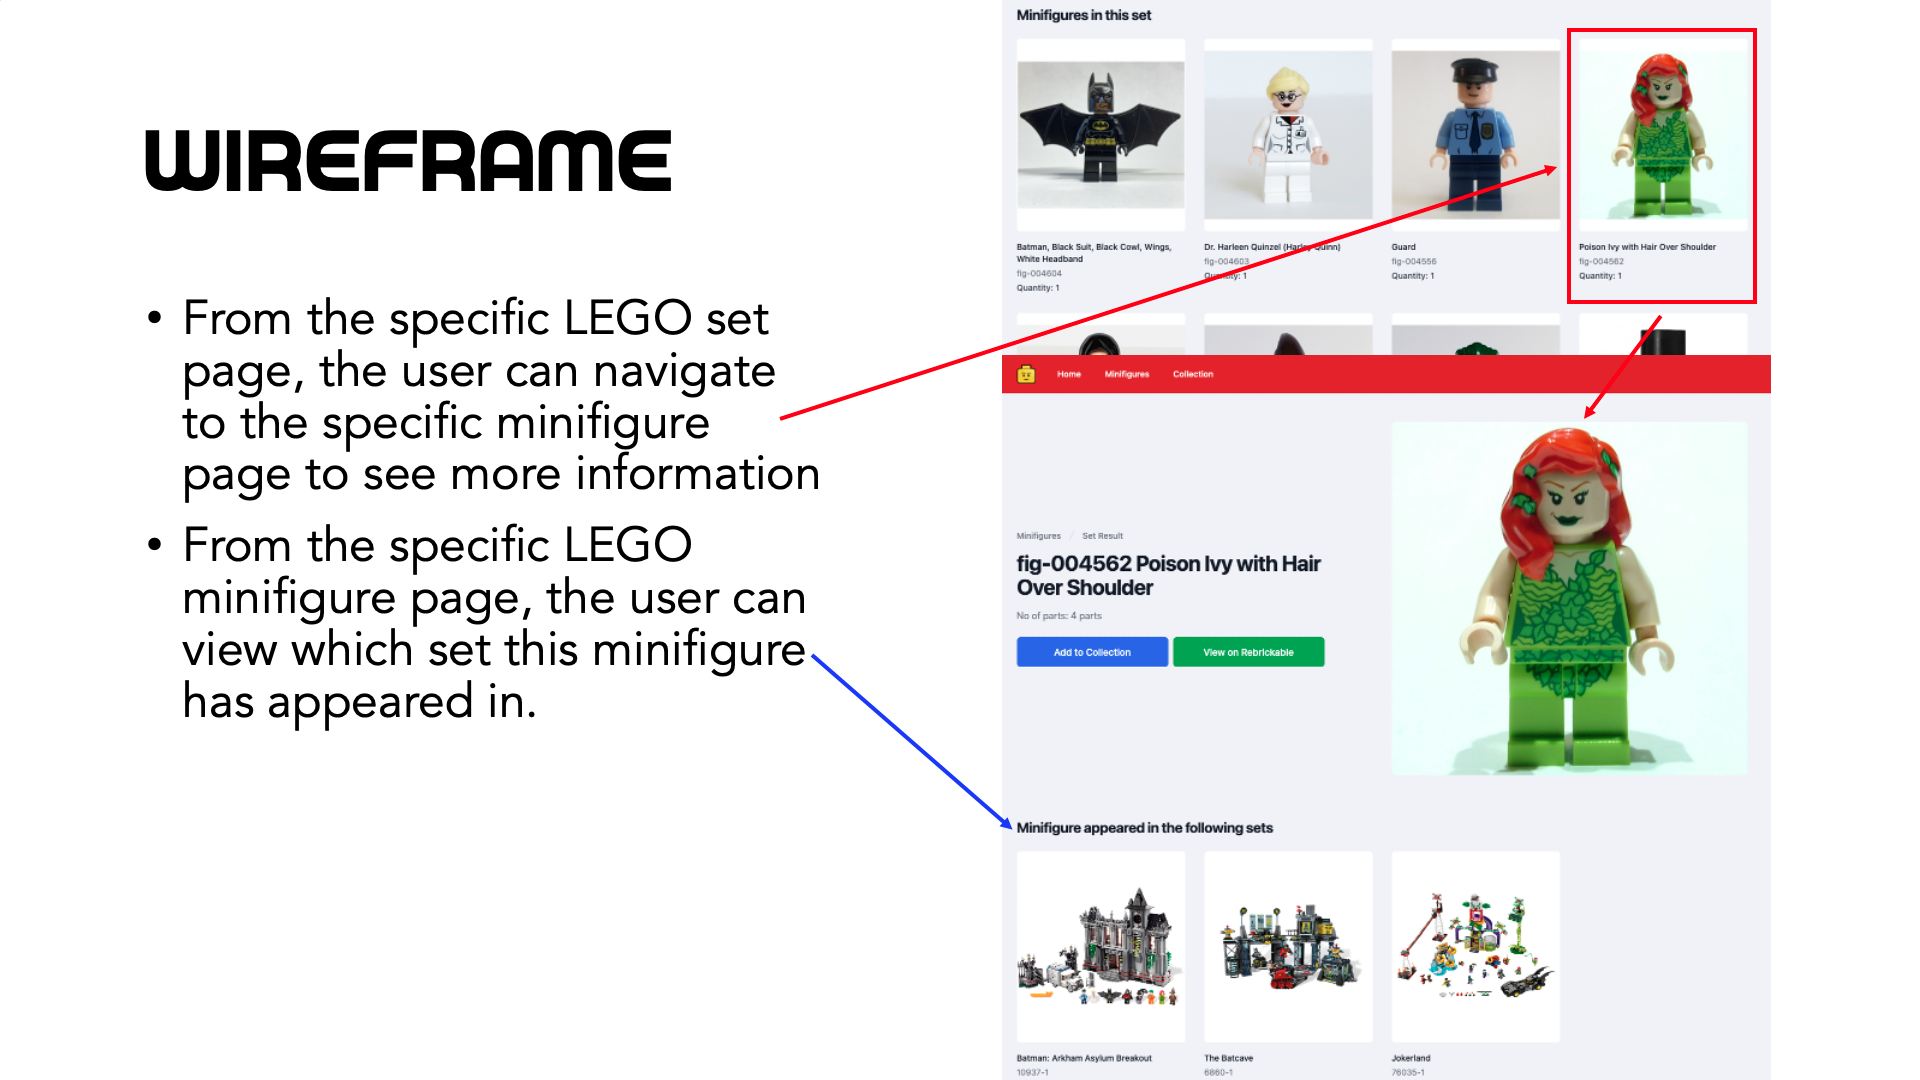 WIREFRAME
• From the specific LEGO set
page, the user can navigate
to the specific minifigure
page to see more information
• From the specific LEGO
minifigure page, the user can
view which set this minifigure
has appeared in.
Minifigures in this set
Batman, Black Suit, Black Cowl, Wings,
White Headband
fig-004604
Quantity: 1
Dr. Harleen Quinzel (Harley Quinn)
fig-004603
Quantity: 1
Guard
fig-004556
Quantity: 1
Poison Ivy with Hair Over Shoulder
fig-004562
Quantity: 1
Home Minifigures Collection
Minifigures / Set Result
fig-004562 Poison Ivy with Hair
Over Shoulder
No of parts: 4 parts
Add to Collection
View on Rebrickable
Minifigure appeared in the following sets
Batman: Arkham Asylum Breakout
10937-1
The Batcave
6860-1
Jokerland
76035-1